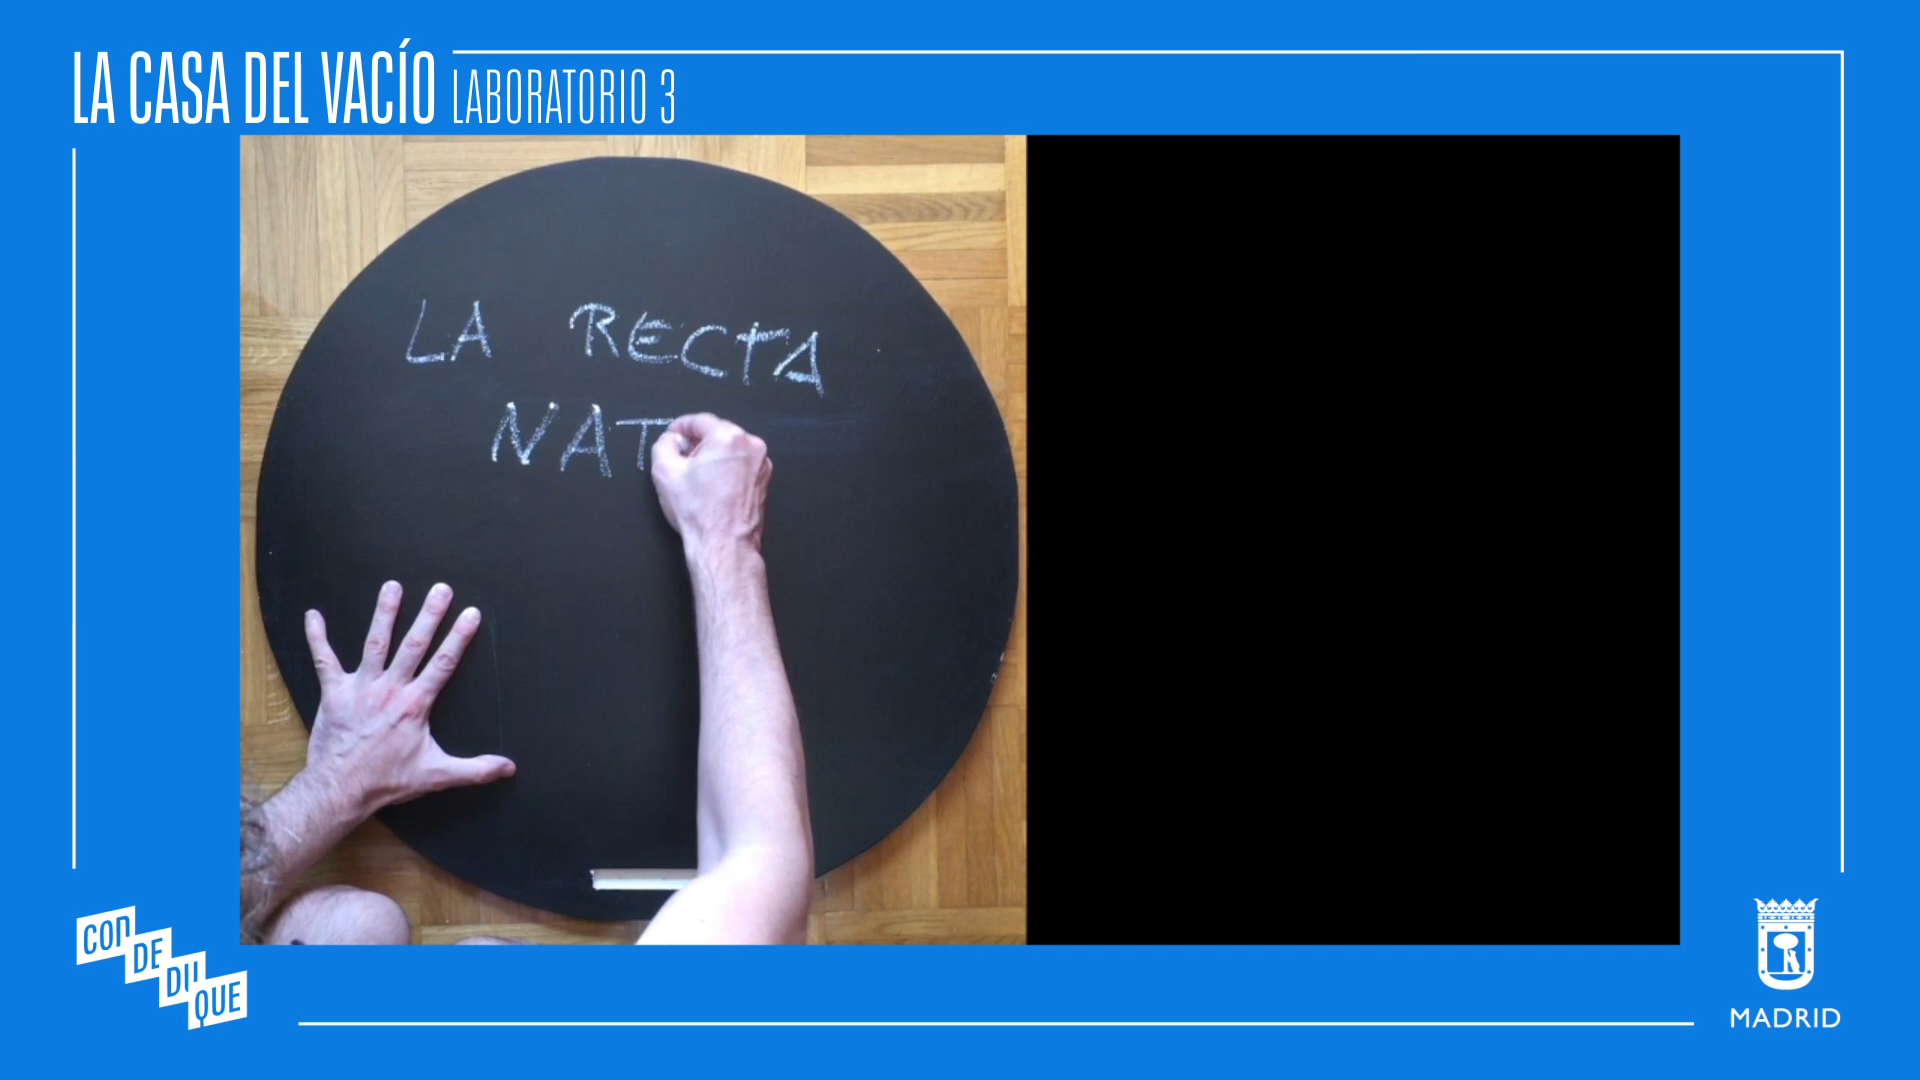 LA CASA DEL VACÍO LABORATORIO 3
LA RECTA
NAT
CON
DE
DU
QUE
MADRID